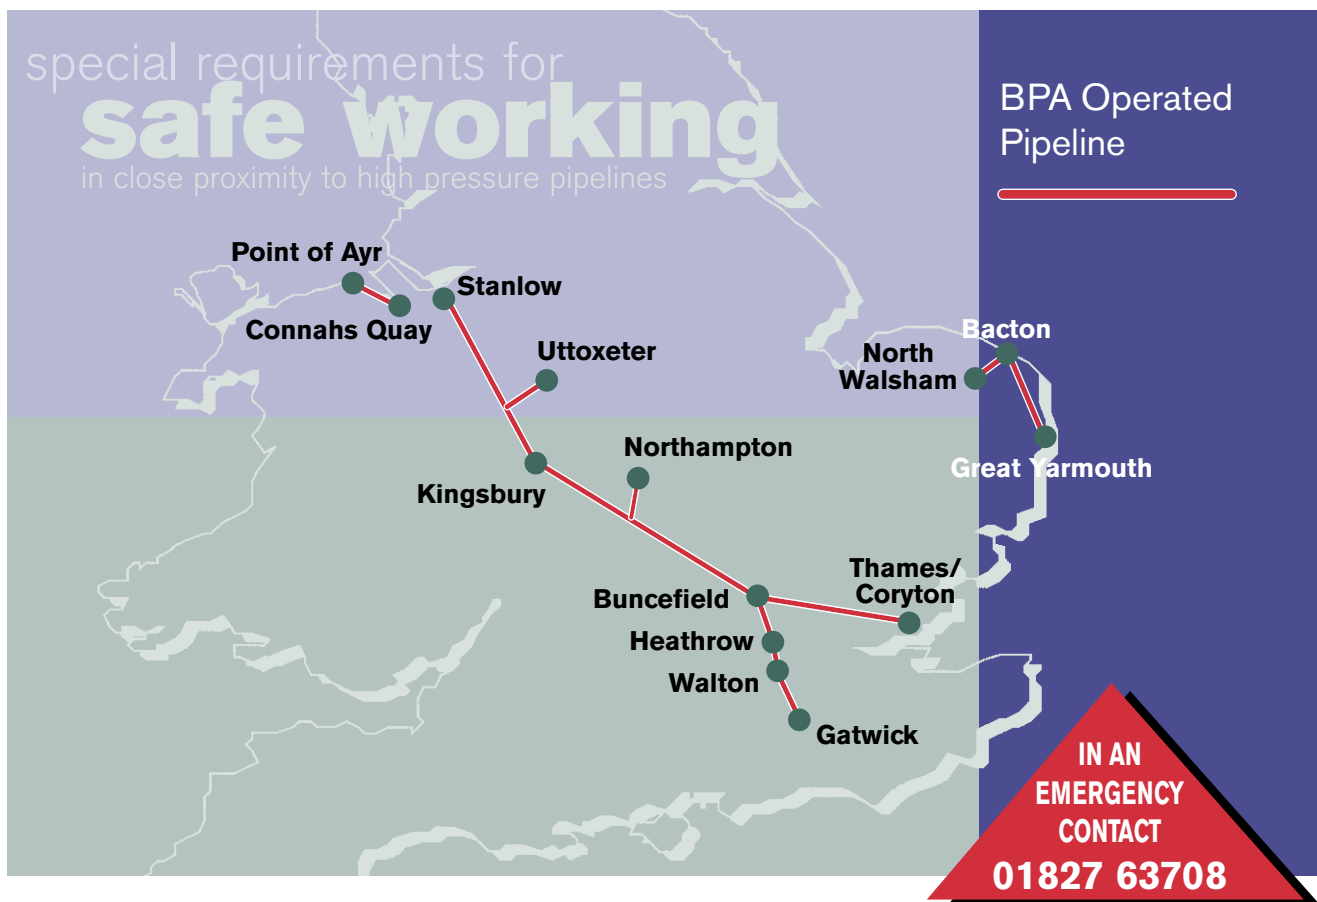 special requirements for
safe working
in close proximity to high pressure pipelines
BPA Operated
Pipeline
Point of Ayr
Stanlow
Connahs Quay
Uttoxeter
Bacton
North
Walsham
Northampton
Great Yarmouth
Kingsbury
Thames/
Coryton
Buncefield
Heathrow
Walton
Gatwick
IN AN
EMERGENCY
CONTACT
01827 63708